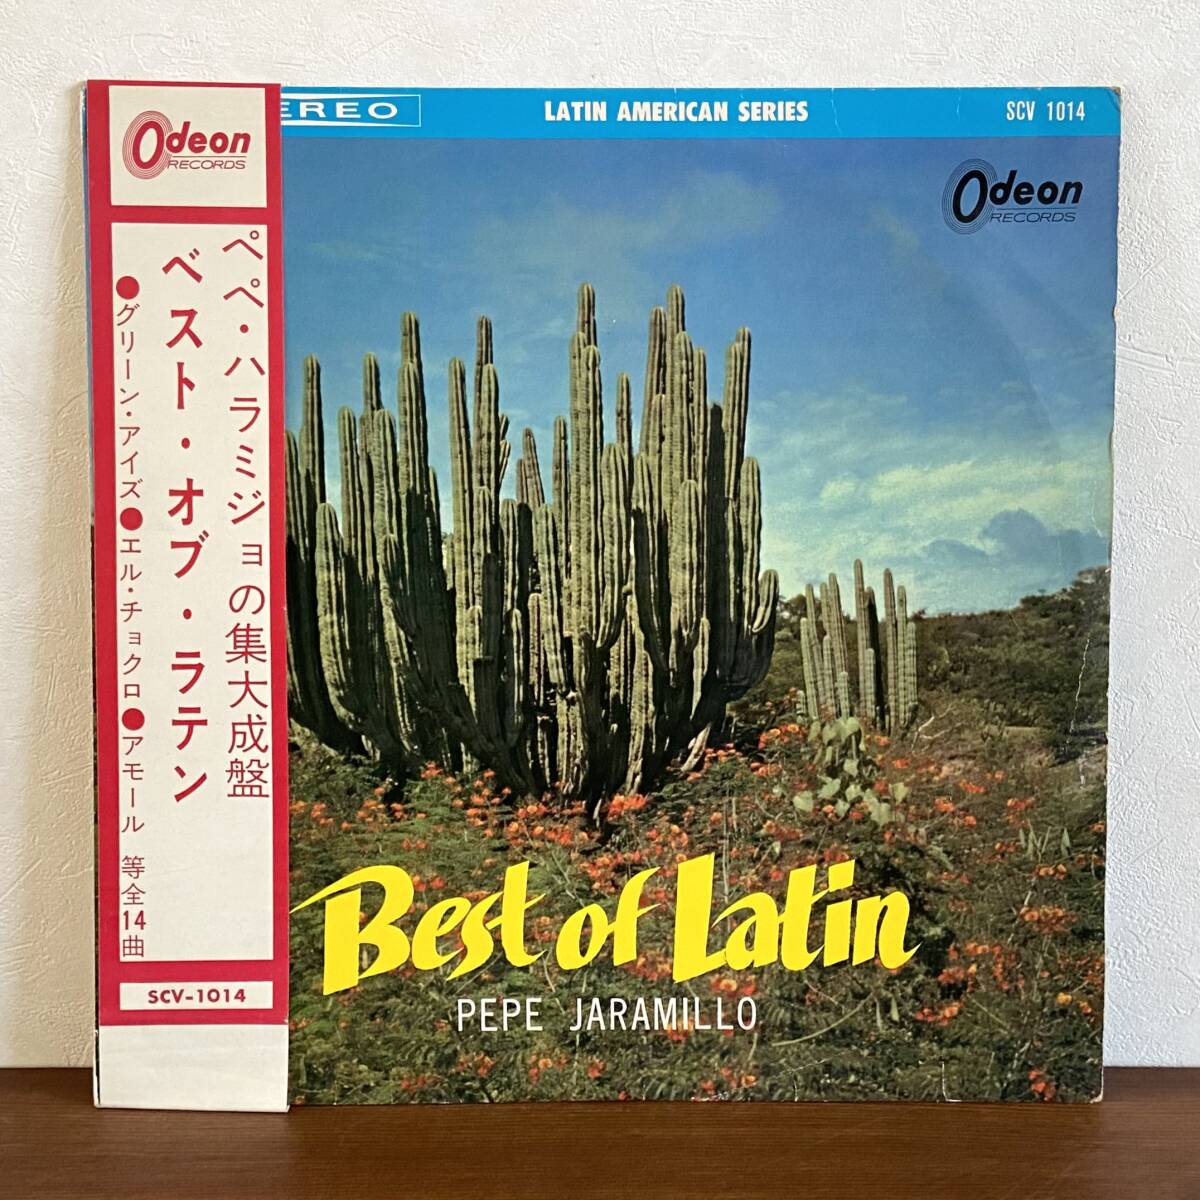 Odeon
RECORDS
ペペ・ハラミジョの集大成盤
ベスト・オブ・ラテン
●グリーン・アイズ●エル・チョクロ●アモール 等全14曲
SCV-1014
EREO
LATIN AMERICAN SERIES
SCV 1014
Odeon
RECORDS
Best of Latin
PEPE JARAMILLO